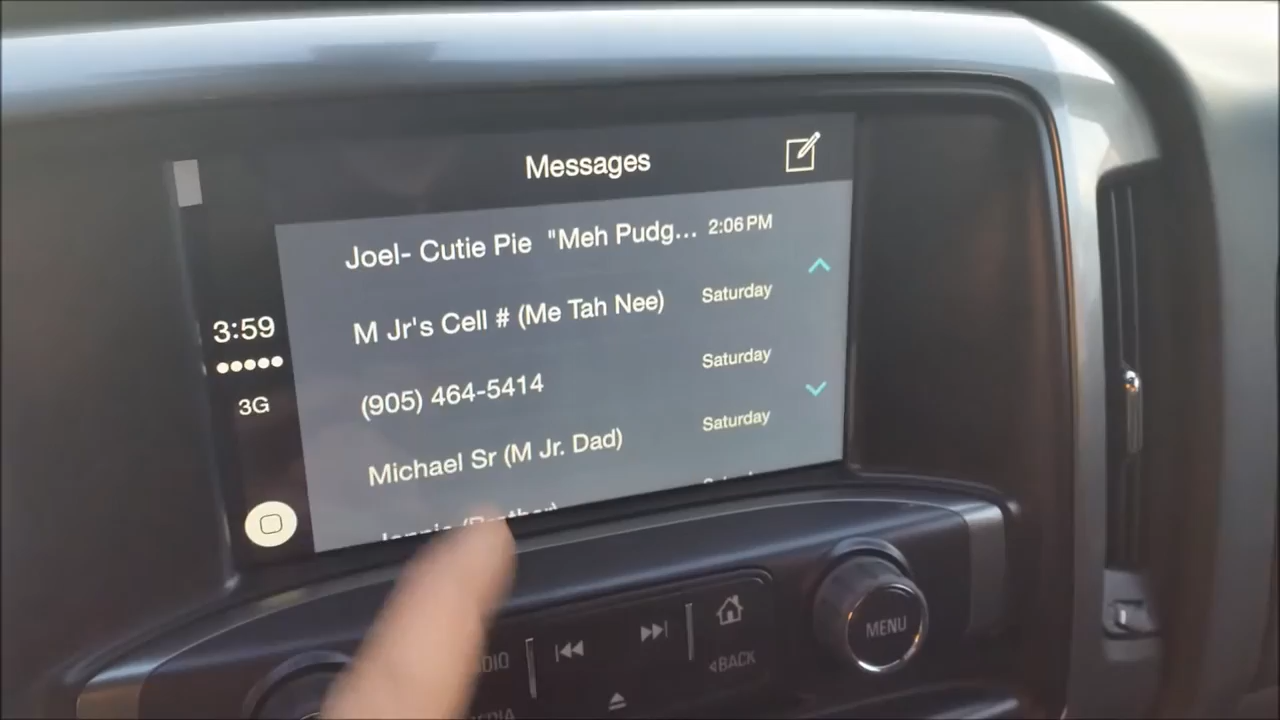 Messages
Joel- Cutie Pie "Meh Pudg... 2:06 PM
M Jr's Cell # (Me Tah Nee) Saturday
(905) 464-5414 Saturday
Michael Sr (M Jr. Dad) Saturday
3:59
3G
MENU
BACK